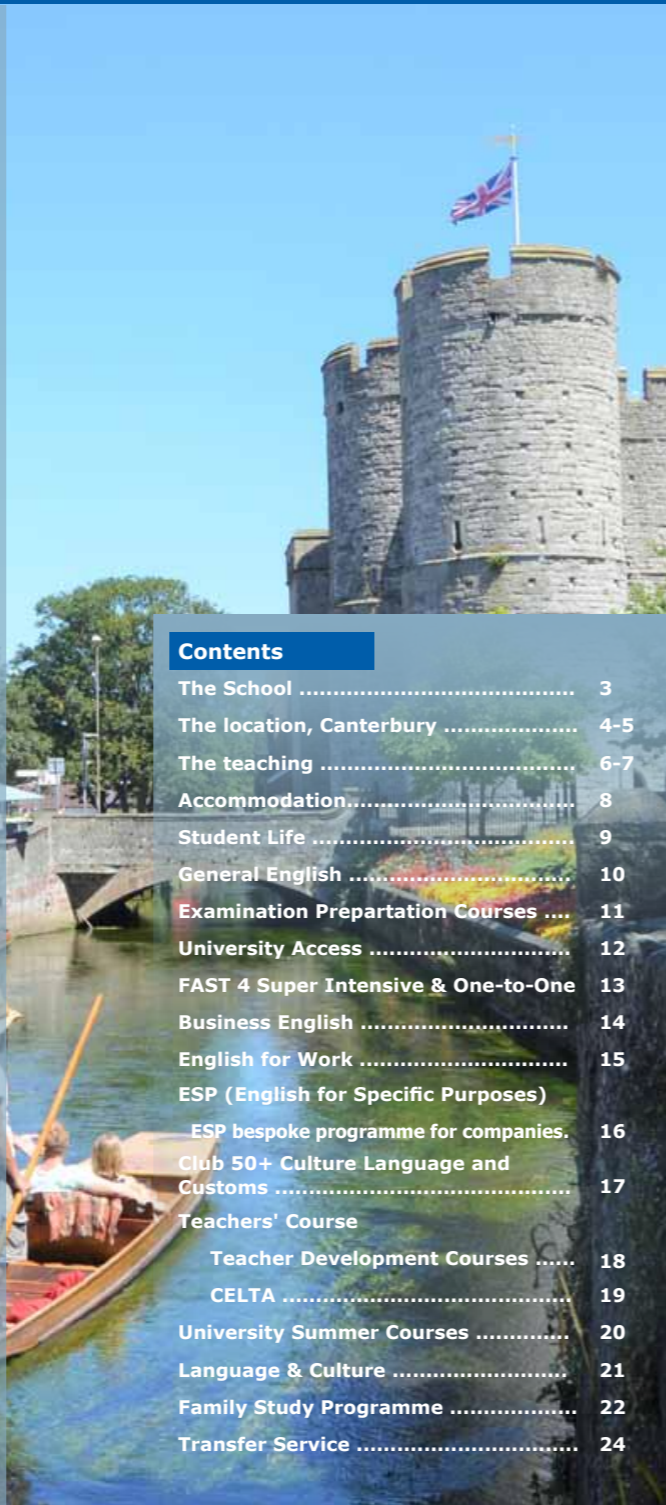 Contents
The School ......................................... 3
The location, Canterbury .................... 4-5
The teaching ...................................... 6-7
Accommodation.................................. 8
Student Life ....................................... 9
General English ................................. 10
Examination Prepartation Courses .... 11
University Access .............................. 12
FAST 4 Super Intensive & One-to-One 13
Business English ............................... 14
English for Work ............................... 15
ESP (English for Specific Purposes)
ESP bespoke programme for companies. 16
Club 50+ Culture Language and
Customs ............................................ 17
Teachers' Course
Teacher Development Courses ...... 18
CELTA ........................................... 19
University Summer Courses .............. 20
Language & Culture .......................... 21
Family Study Programme ................... 22
Transfer Service ................................. 24